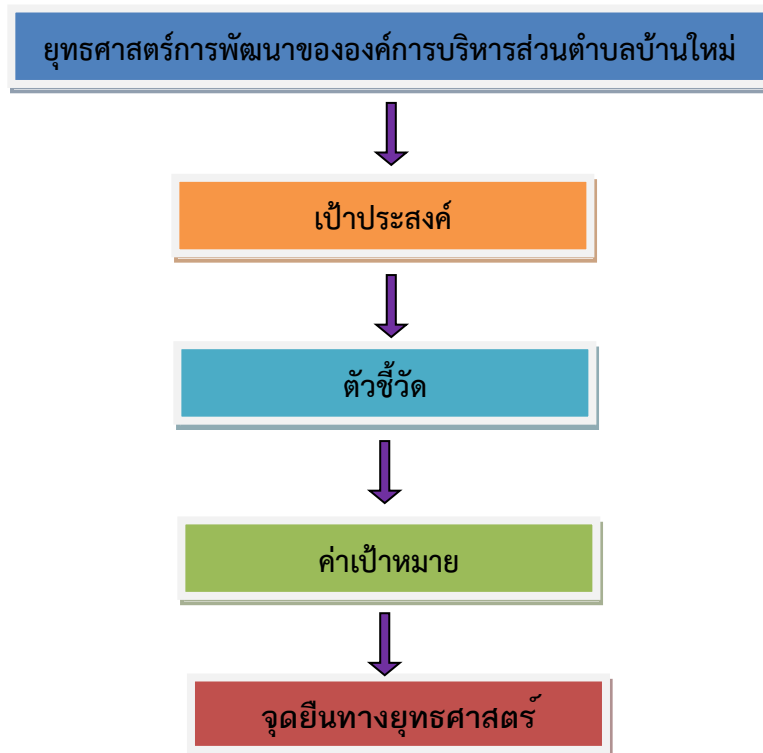 ยุทธศาสตร์การพัฒนาขององค์การบริหารส่วนตำบลบ้านใหม่
เป้าประสงค์
ตัวชี้วัด
ค่าเป้าหมาย
จุดยืนทางยุทธศาสตร์